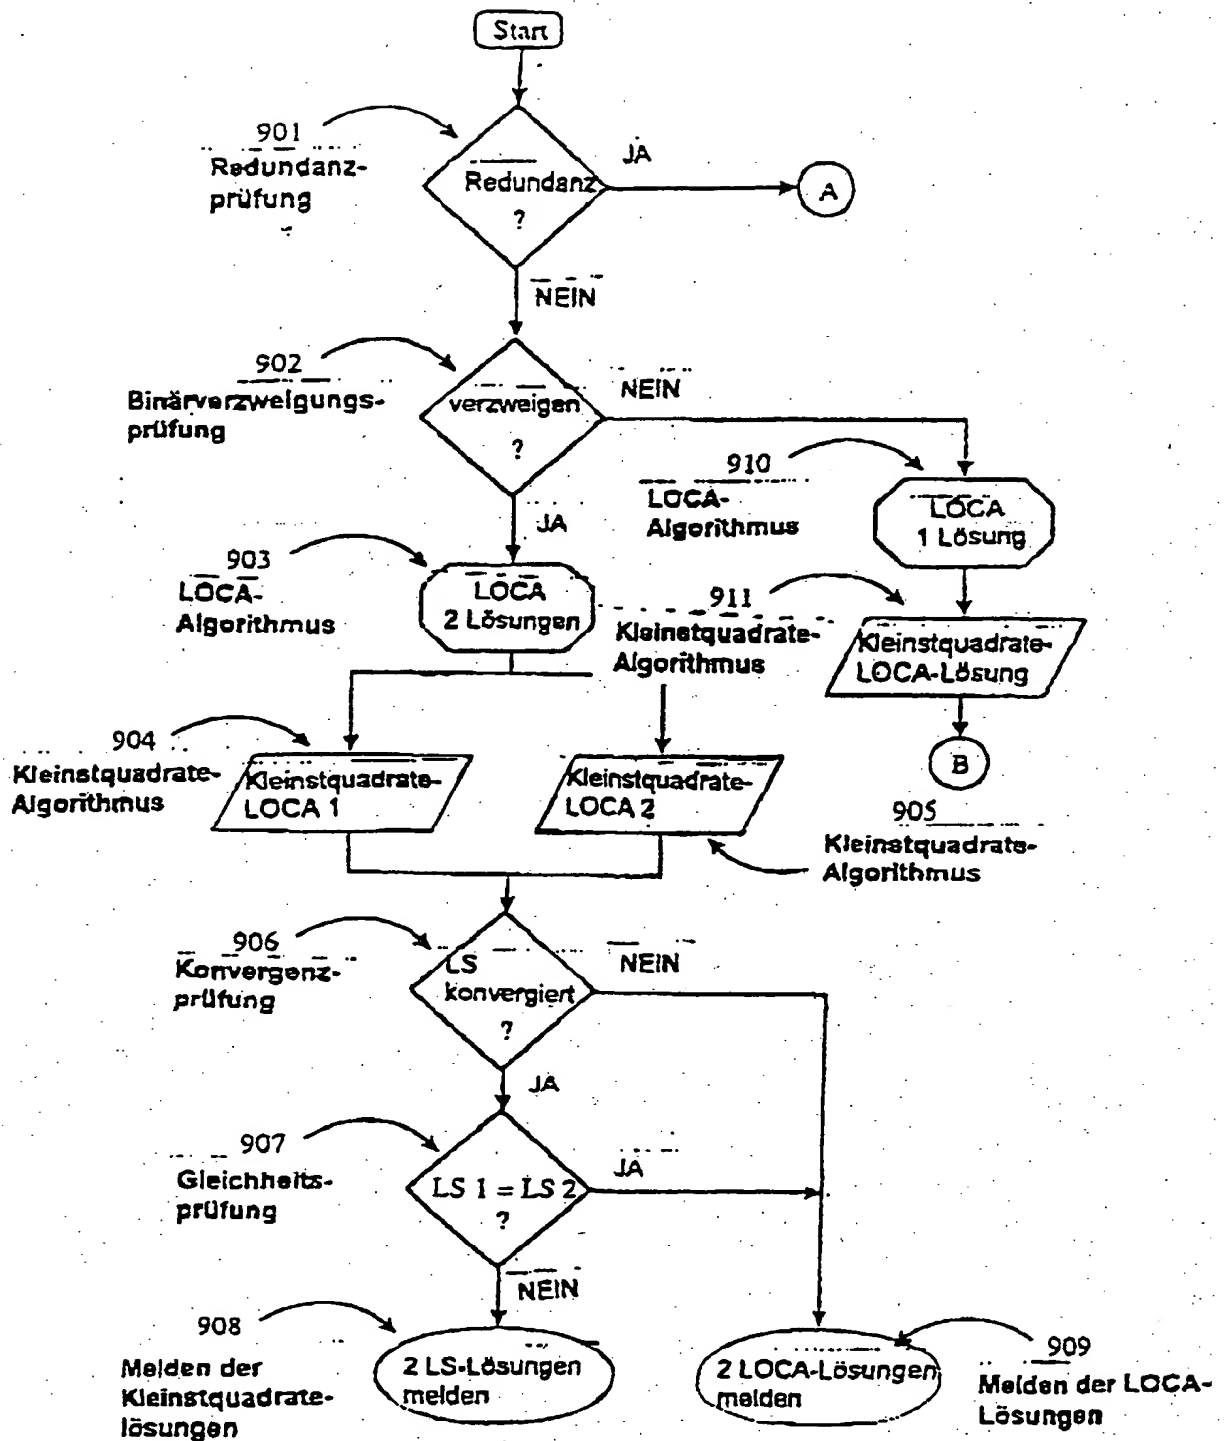 Start
901
Redundanz-
prüfung
Redundanz
?
JA
A
NEIN
902
Binärverzweigungs-
prüfung
verzweigen
?
NEIN
JA
910
LOCA-
Algorithmus
LOCA
1 Lösung
903
LOCA-
Algorithmus
LOCA
2 Lösungen
911
Kleinstquadrate-
Algorithmus
Kleinstquadrate-
LOCA-Lösung
B
904
Kleinstquadrate-
Algorithmus
Kleinstquadrate-
LOCA 1
Kleinstquadrate-
LOCA 2
905
Kleinstquadrate-
Algorithmus
906
Konvergenz-
prüfung
LS
konvergiert
?
NEIN
JA
907
Gleichheits-
prüfung
LS 1 = LS 2
?
JA
NEIN
908
Melden der
Kleinstquadrate-
lösungen
2 LS-Lösungen
melden
2 LOCA-Lösungen
melden
909
Melden der LOCA-
Lösungen